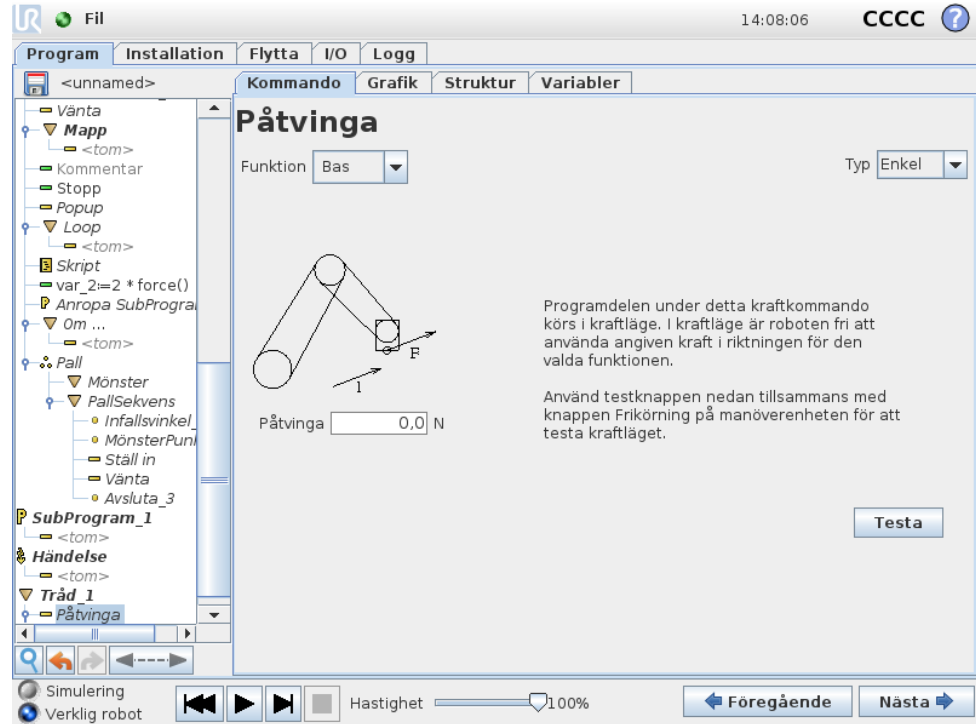 UR Fil 14:08:06 CCCC ?
Program Installation Flytta I/O Logg
<unnamed>
Kommando Grafik Struktur Variabler
Vänta
Mapp
<tom>
Kommentar
Stopp
Popup
Loop
<tom>
Skript
var_2:=2 * force()
Anropa SubProgra
Om ...
<tom>
Pall
Mönster
PallSekvens
Infallsvinkel_
MönsterPun
Ställ in
Vänta
Avsluta_3
P SubProgram_1
<tom>
Händelse
<tom>
Tråd_1
Påtvinga
Påtvinga
Funktion Bas
Typ Enkel
F
1
Påtvinga 0,0 N
Programdelen under detta kraftkommando
körs i kraftläge. I kraftläge är roboten fri att
använda angiven kraft i riktningen för den
valda funktionen.
Använd testknappen nedan tillsammans med
knappen Frikörning på manöverenheten för att
testa kraftläget.
Testa
Simulering
Verklig robot
Hastighet 100%
Föregående Nästa